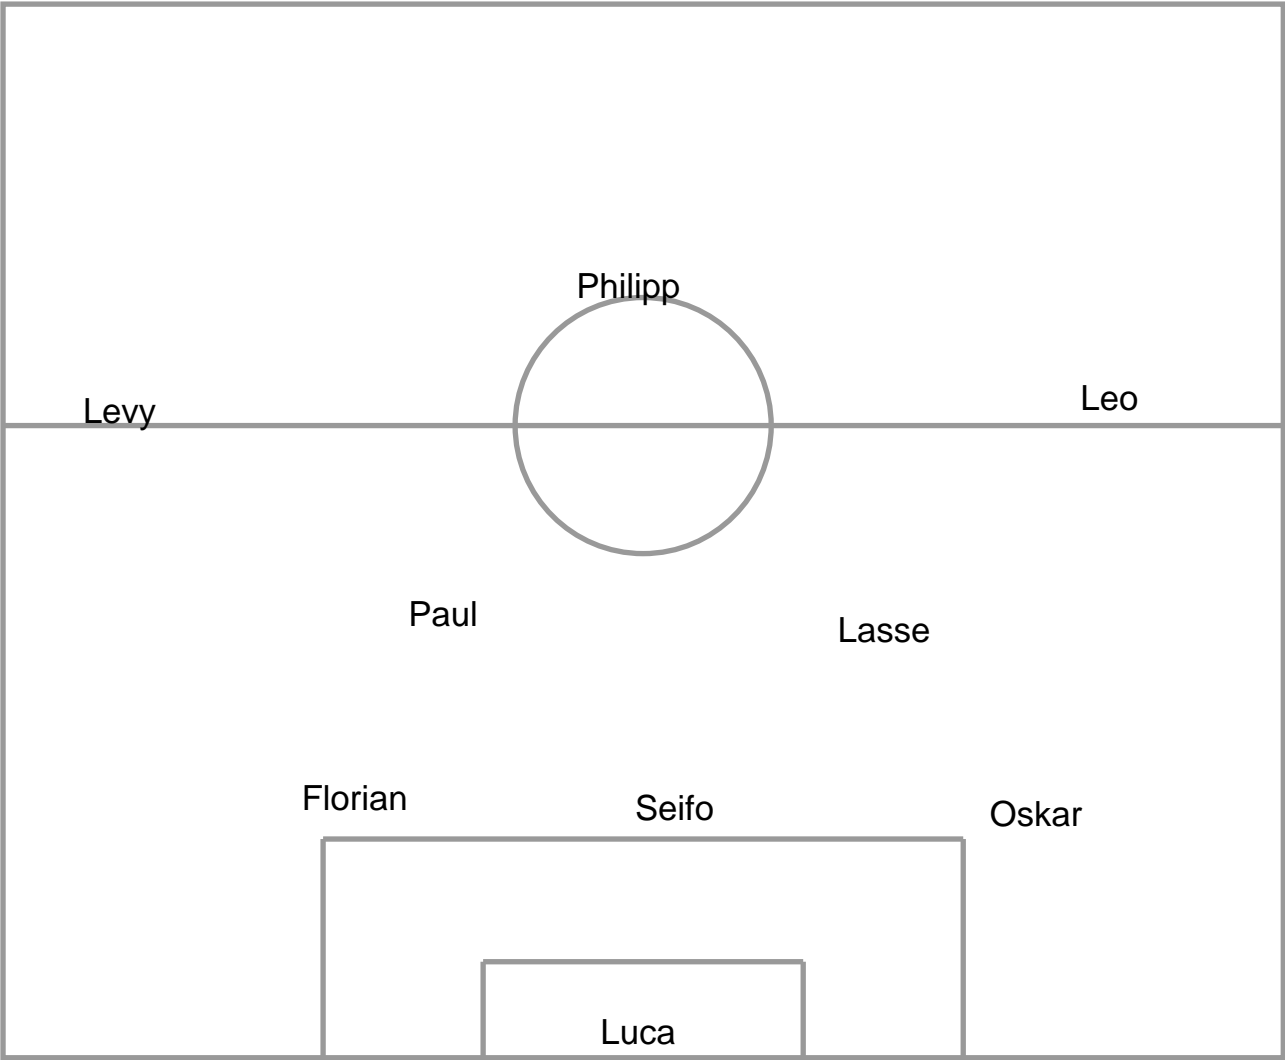 Philipp
Levy
Leo
Paul
Lasse
Florian
Seifo
Oskar
Luca